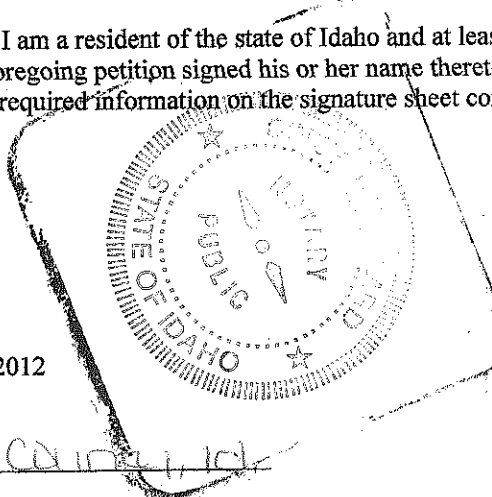 I am a resident of the state of Idaho and at leas
oregoing petition signed his or her name theret
required information on the signature sheet co
STATE OF IDAHO
NOTARY
PUBLIC
2012